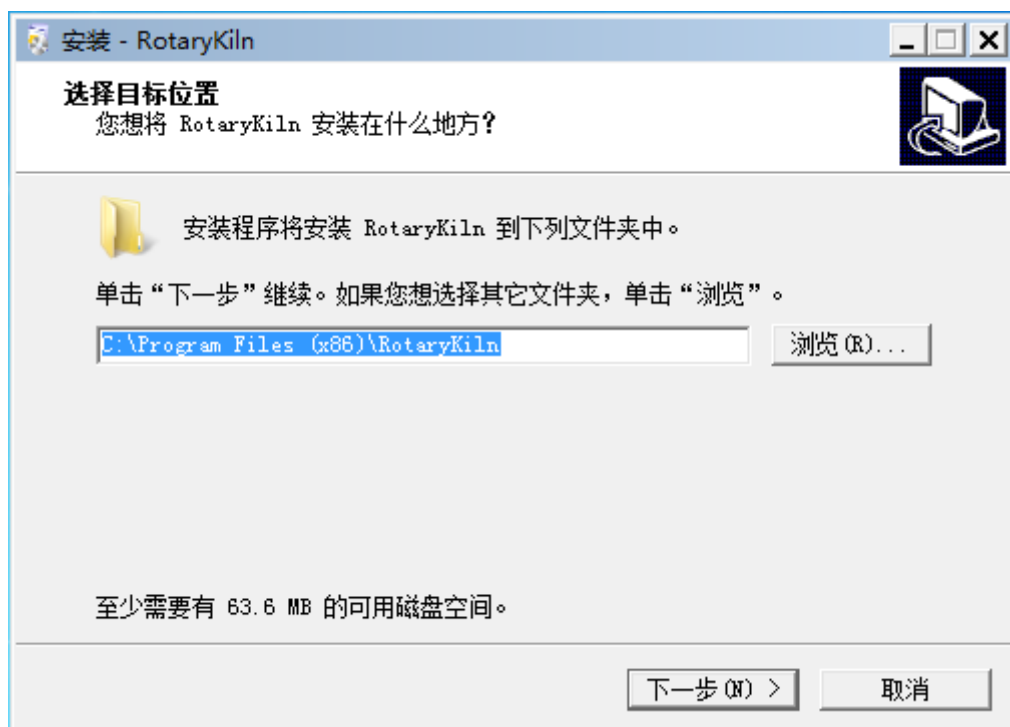 安装 - RotaryKiln
选择目标位置
您想将 RotaryKiln 安装在什么地方?
安装程序将安装 RotaryKiln 到下列文件夹中。
单击“下一步”继续。如果您想选择其它文件夹，单击“浏览”。
C:\Program Files (x86)\RotaryKiln
浏览(R)...
至少需要有 63.6 MB 的可用磁盘空间。
下一步(N) >
取消